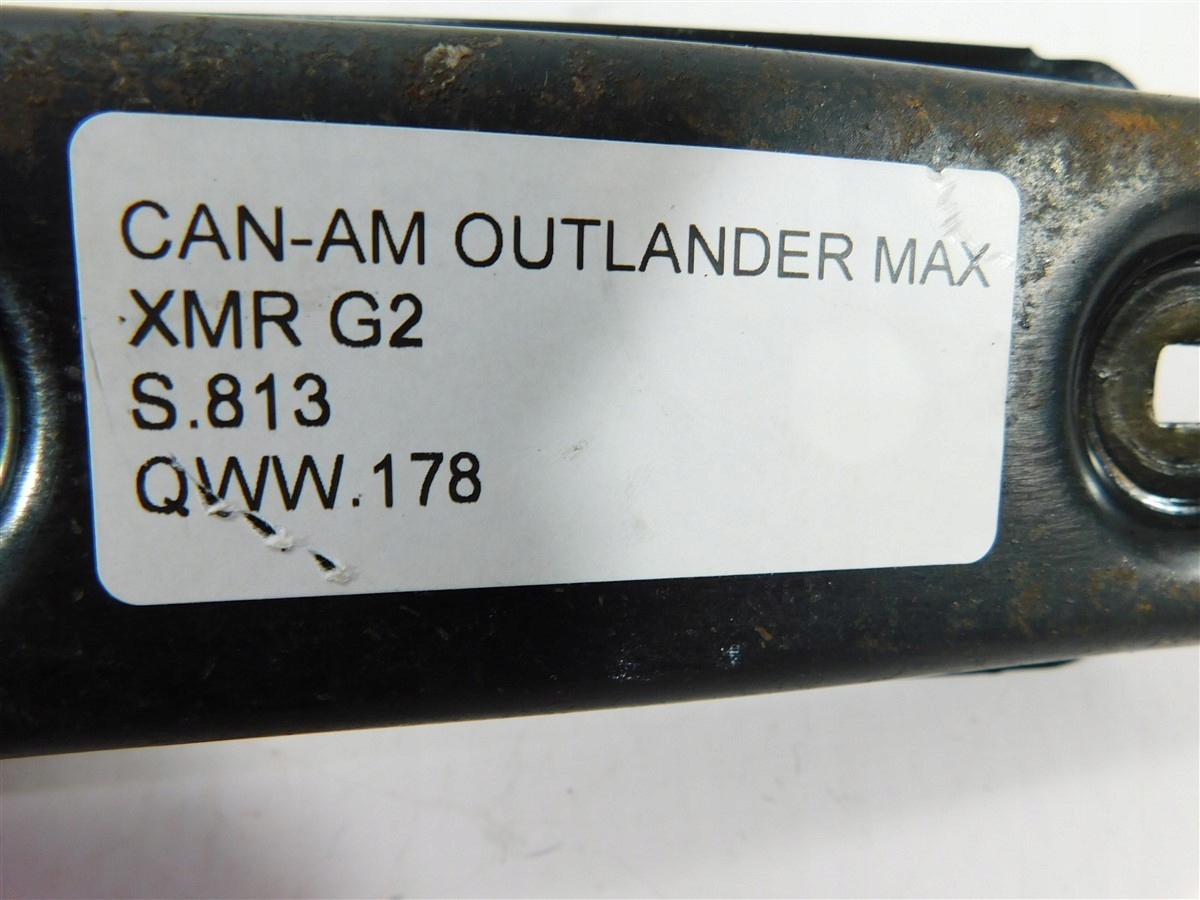 CAN-AM OUTLANDER MAX
XMR G2
S.813
QWW.178